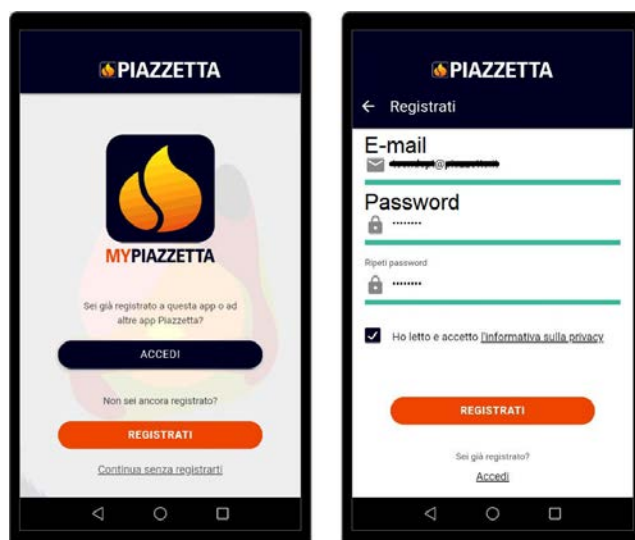 PIAZZETTA
MYPIAZZETTA
Sei già registrato a questa app o ad
altre app Piazzetta?
ACCEDI
Non sei ancora registrato?
REGISTRATI
Continua senza registrarti
PIAZZETTA
← Registrati
E-mail
Password
••••••••
Ripeti password
••••••••
Ho letto e accetto l'informativa sulla privacy
REGISTRATI
Sei già registrato?
Accedi